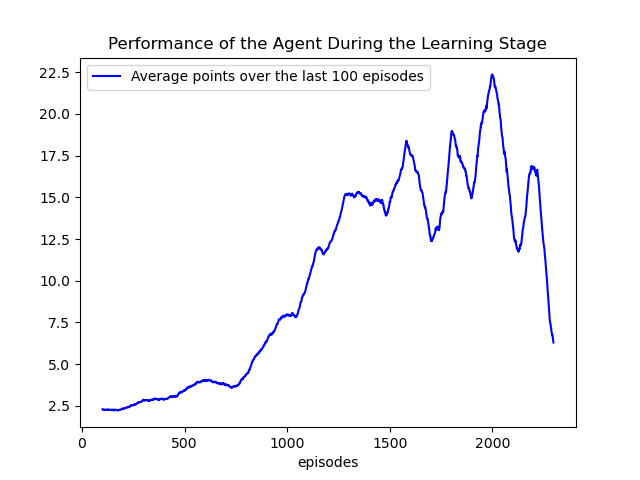 Performance of the Agent During the Learning Stage
Average points over the last 100 episodes
22.5
20.0
17.5
15.0
12.5
10.0
7.5
5.0
2.5
0 500 1000 1500 2000
episodes